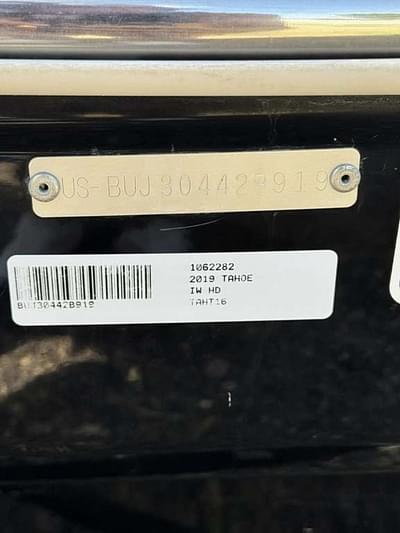 US-BUJ30442B919
1062282
2019 TAHOE
IW HD
TAHT16
BUJ30442B919